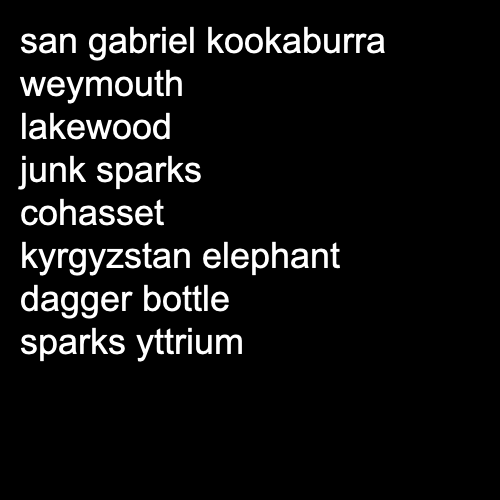 san gabriel kookaburra
weymouth
lakewood
junk sparks
cohasset
kyrgyzstan elephant
dagger bottle
sparks yttrium